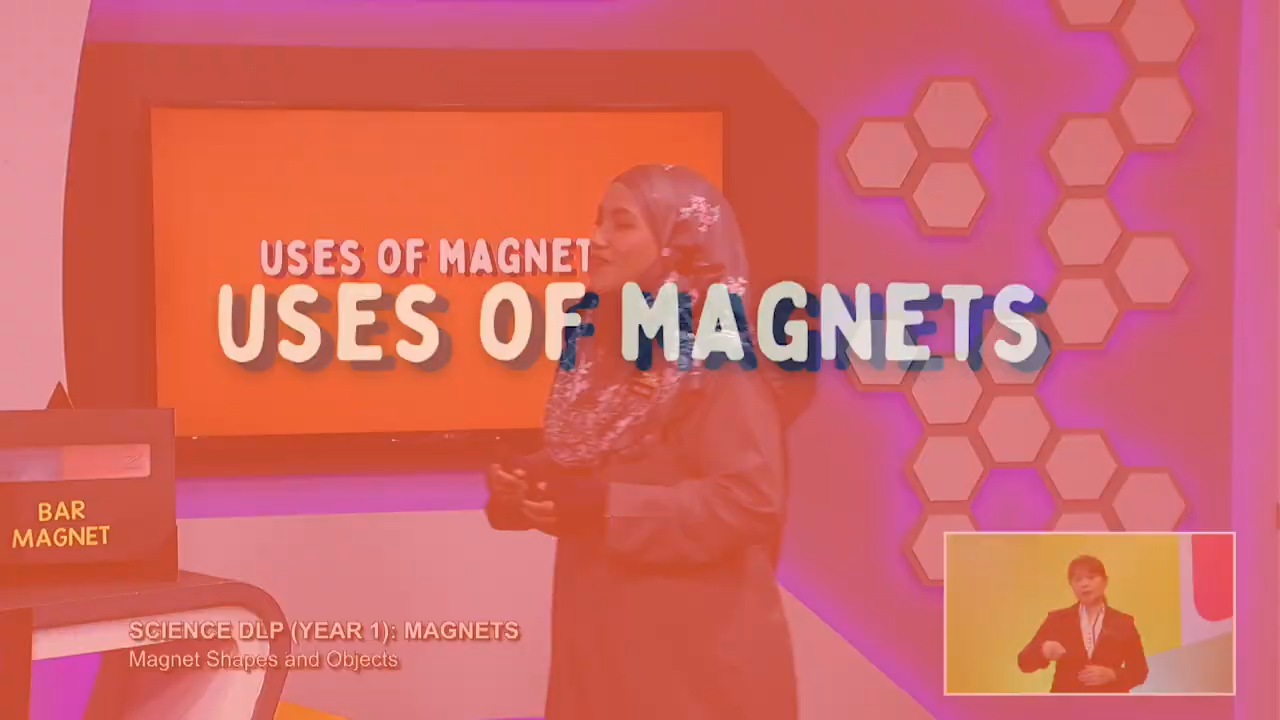 USES OF MAGNET
USES OF MAGNETS
BAR
MAGNET
SCIENCE DLP (YEAR 1): MAGNETS
Magnet Shapes and Objects